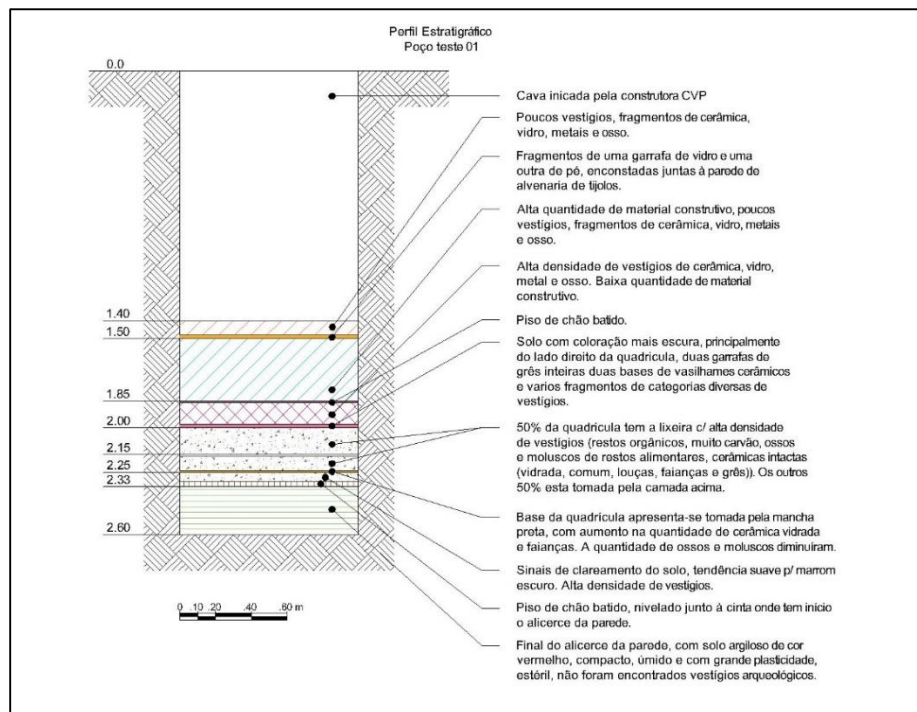 Perfil Estratigráfico
Poço teste 01
0.0
Cava inicada pela construtora CVP
Poucos vestígios, fragmentos de cerâmica,
vidro, metais e osso.
Fragmentos de uma garrafa de vidro e uma
outra de pé, enconstadas juntas à parede de
alvenaria de tijolos.
Alta quantidade de material construtivo, poucos
vestígios, fragmentos de cerâmica, vidro, metais
e osso.
Alta densidade de vestígios de cerâmica, vidro,
metal e osso. Baixa quantidade de material
construtivo.
1.40
Piso de chão batido.
1.50
Solo com coloração mais escura, principalmente
do lado direito da quadricula, duas garrafas de
grês inteiras duas bases de vasilhames cerâmicos
e varios fragmentos de categorias diversas de
vestígios.
1.85
2.00
50% da quadricula tem a lixeira c/ alta densidade
de vestígios (restos orgânicos, muito carvão, ossos
e moluscos de restos alimentares, cerâmicas intactas
(vidrada, comum, louças, faianças e grês)). Os outros
50% esta tomada pela camada acima.
2.15
2.25
2.33
Base da quadrícula apresenta-se tomada pela mancha
preta, com aumento na quantidade de cerâmica vidrada
e faianças. A quantidade de ossos e moluscos diminuíram.
2.60
Sinais de clareamento do solo, tendência suave p/ marrom
escuro. Alta densidade de vestígios.
Piso de chão batido, nivelado junto à cinta onde tem inicio
o alicerce da parede.
0 .10 .20 .40 .60 m
Final do alicerce da parede, com solo argiloso de cor
vermelho, compacto, úmido e com grande plasticidade,
estéril, não foram encontrados vestígios arqueológicos.